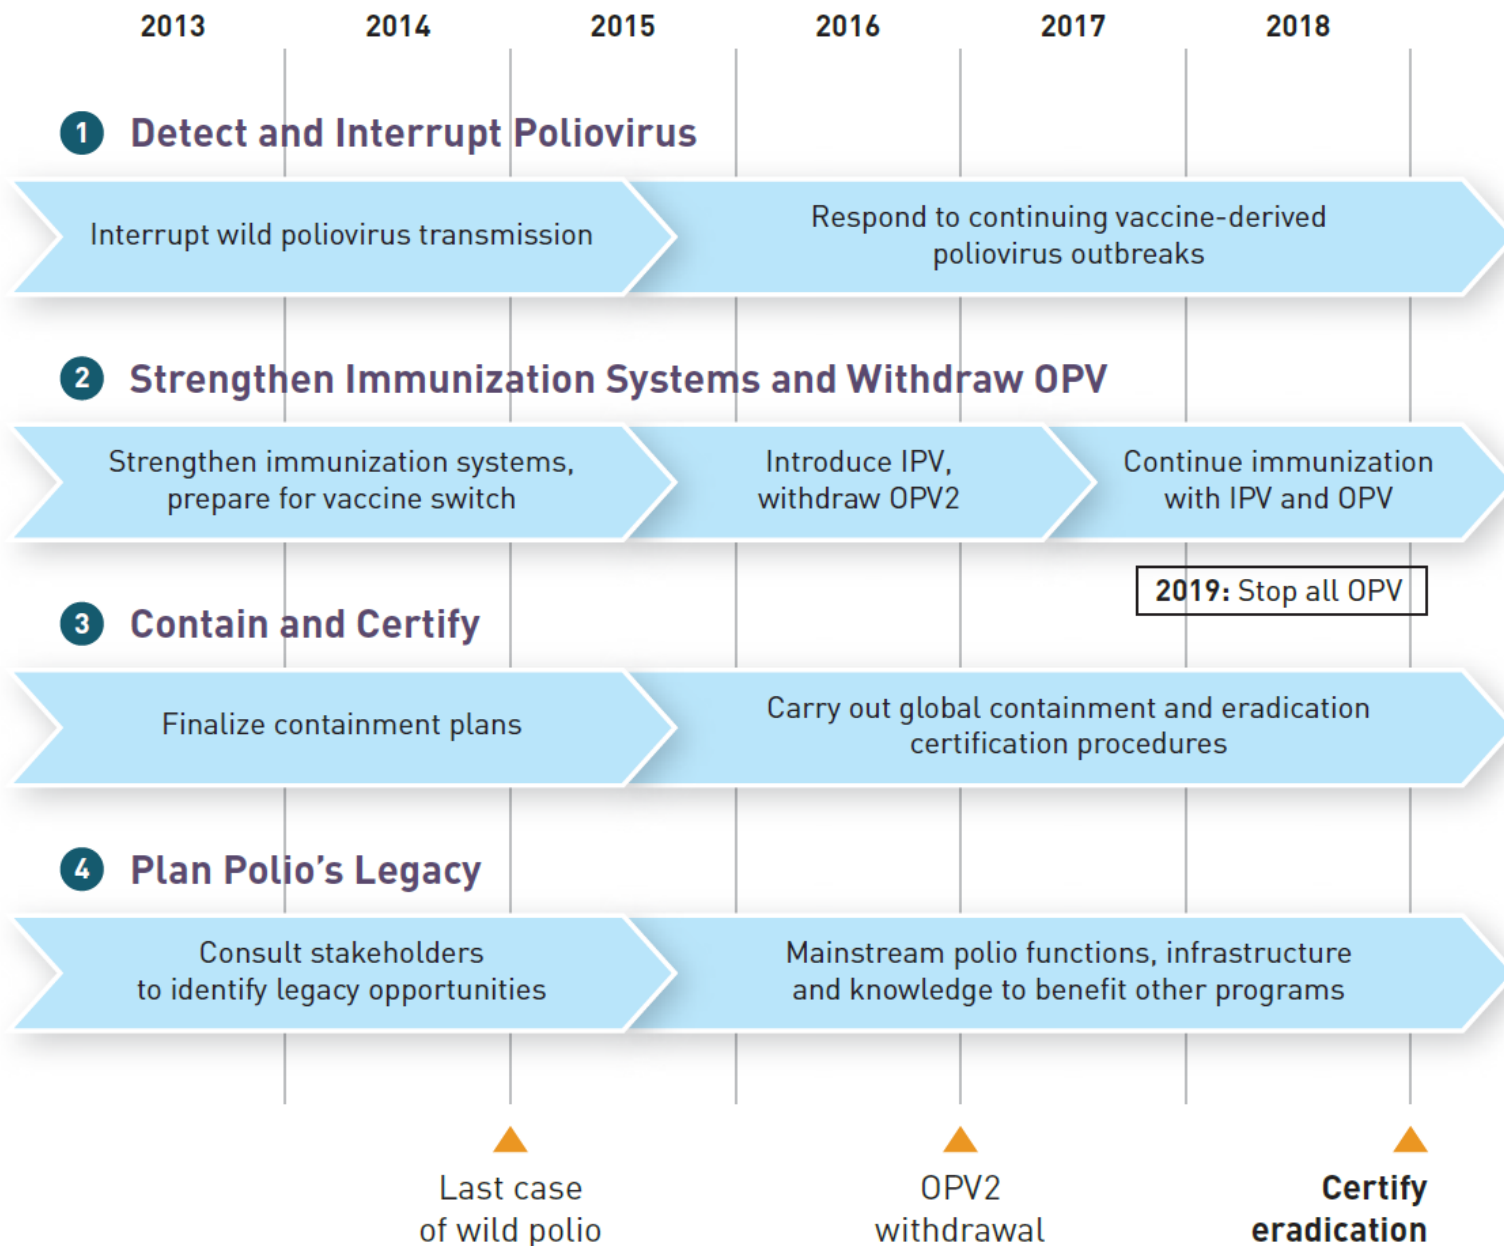 2013 2014 2015 2016 2017 2018
1 Detect and Interrupt Poliovirus
Interrupt wild poliovirus transmission
Respond to continuing vaccine-derived
poliovirus outbreaks
2 Strengthen Immunization Systems and Withdraw OPV
Strengthen immunization systems,
prepare for vaccine switch
Introduce IPV,
withdraw OPV2
Continue immunization
with IPV and OPV
2019: Stop all OPV
3 Contain and Certify
Finalize containment plans
Carry out global containment and eradication
certification procedures
4 Plan Polio’s Legacy
Consult stakeholders
to identify legacy opportunities
Mainstream polio functions, infrastructure
and knowledge to benefit other programs
Last case
of wild polio
OPV2
withdrawal
Certify
eradication